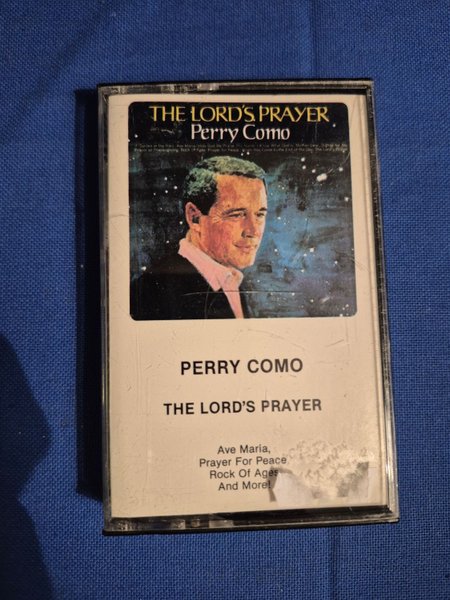 THE LORD'S PRAYER
Perry Como
PERRY COMO
THE LORD'S PRAYER
Ave Maria,
Prayer For Peace
Rock Of Ages
And More!